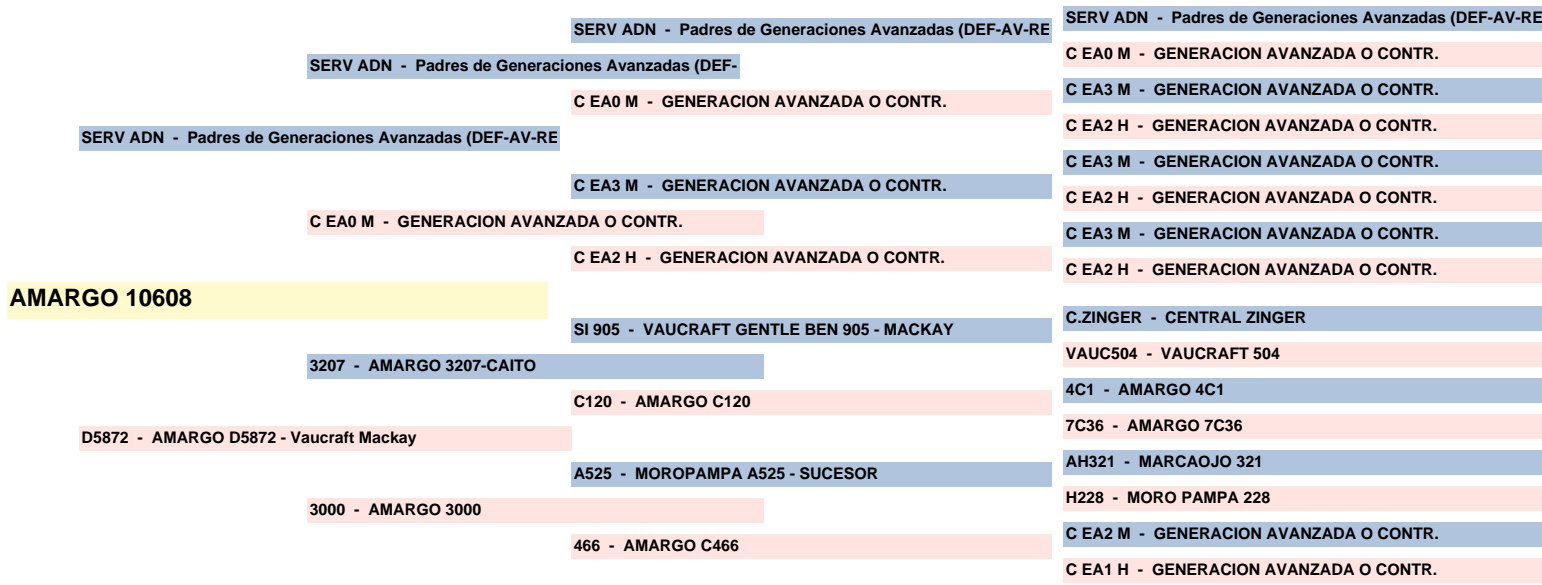 SERV ADN - Padres de Generaciones Avanzadas (DEF-AV-RE
SERV ADN - Padres de Generaciones Avanzadas (DEF-AV-RE
C EA0 M - GENERACION AVANZADA O CONTR.
SERV ADN - Padres de Generaciones Avanzadas (DEF-
C EA3 M - GENERACION AVANZADA O CONTR.
C EA0 M - GENERACION AVANZADA O CONTR.
C EA2 H - GENERACION AVANZADA O CONTR.
SERV ADN - Padres de Generaciones Avanzadas (DEF-AV-RE
C EA3 M - GENERACION AVANZADA O CONTR.
C EA3 M - GENERACION AVANZADA O CONTR.
C EA2 H - GENERACION AVANZADA O CONTR.
C EA0 M - GENERACION AVANZADA O CONTR.
C EA3 M - GENERACION AVANZADA O CONTR.
C EA2 H - GENERACION AVANZADA O CONTR.
C EA2 H - GENERACION AVANZADA O CONTR.
AMARGO 10608
C.ZINGER - CENTRAL ZINGER
SI 905 - VAUCRAFT GENTLE BEN 905 - MACKAY
VAUC504 - VAUCRAFT 504
3207 - AMARGO 3207-CAITO
4C1 - AMARGO 4C1
C120 - AMARGO C120
7C36 - AMARGO 7C36
D5872 - AMARGO D5872 - Vaucraft Mackay
AH321 - MARCAOJO 321
A525 - MOROPAMPA A525 - SUCESOR
H228 - MORO PAMPA 228
3000 - AMARGO 3000
C EA2 M - GENERACION AVANZADA O CONTR.
466 - AMARGO C466
C EA1 H - GENERACION AVANZADA O CONTR.